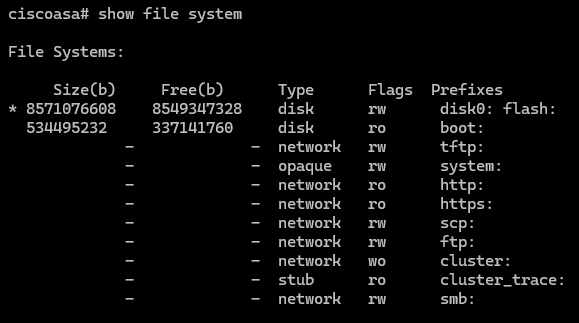 ciscoasa# show file system
File Systems:
Size(b) Free(b) Type Flags Prefixes
* 8571076608 8549347328 disk rw disk0: flash:
534495232 337141760 disk ro boot:
- - network rw tftp:
- - opaque rw system:
- - network ro http:
- - network ro https:
- - network rw scp:
- - network rw ftp:
- - network wo cluster:
- - stub ro cluster_trace:
- - network rw smb: